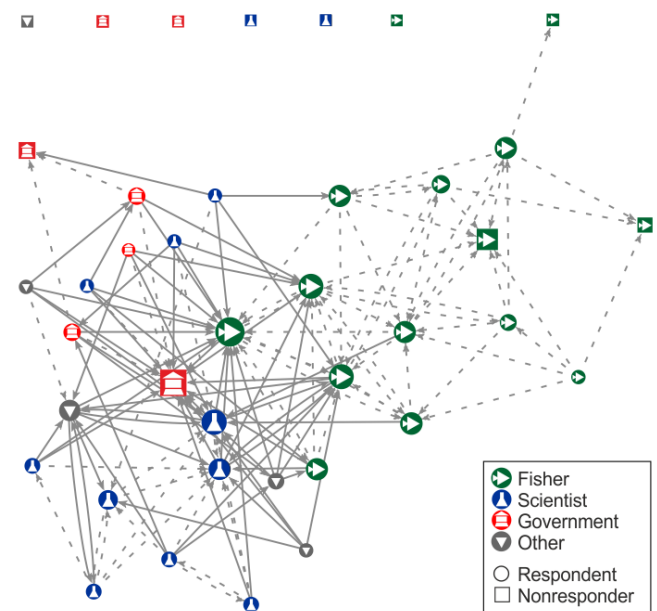 Fisher
Scientist
Government
Other
Respondent
Nonresponder